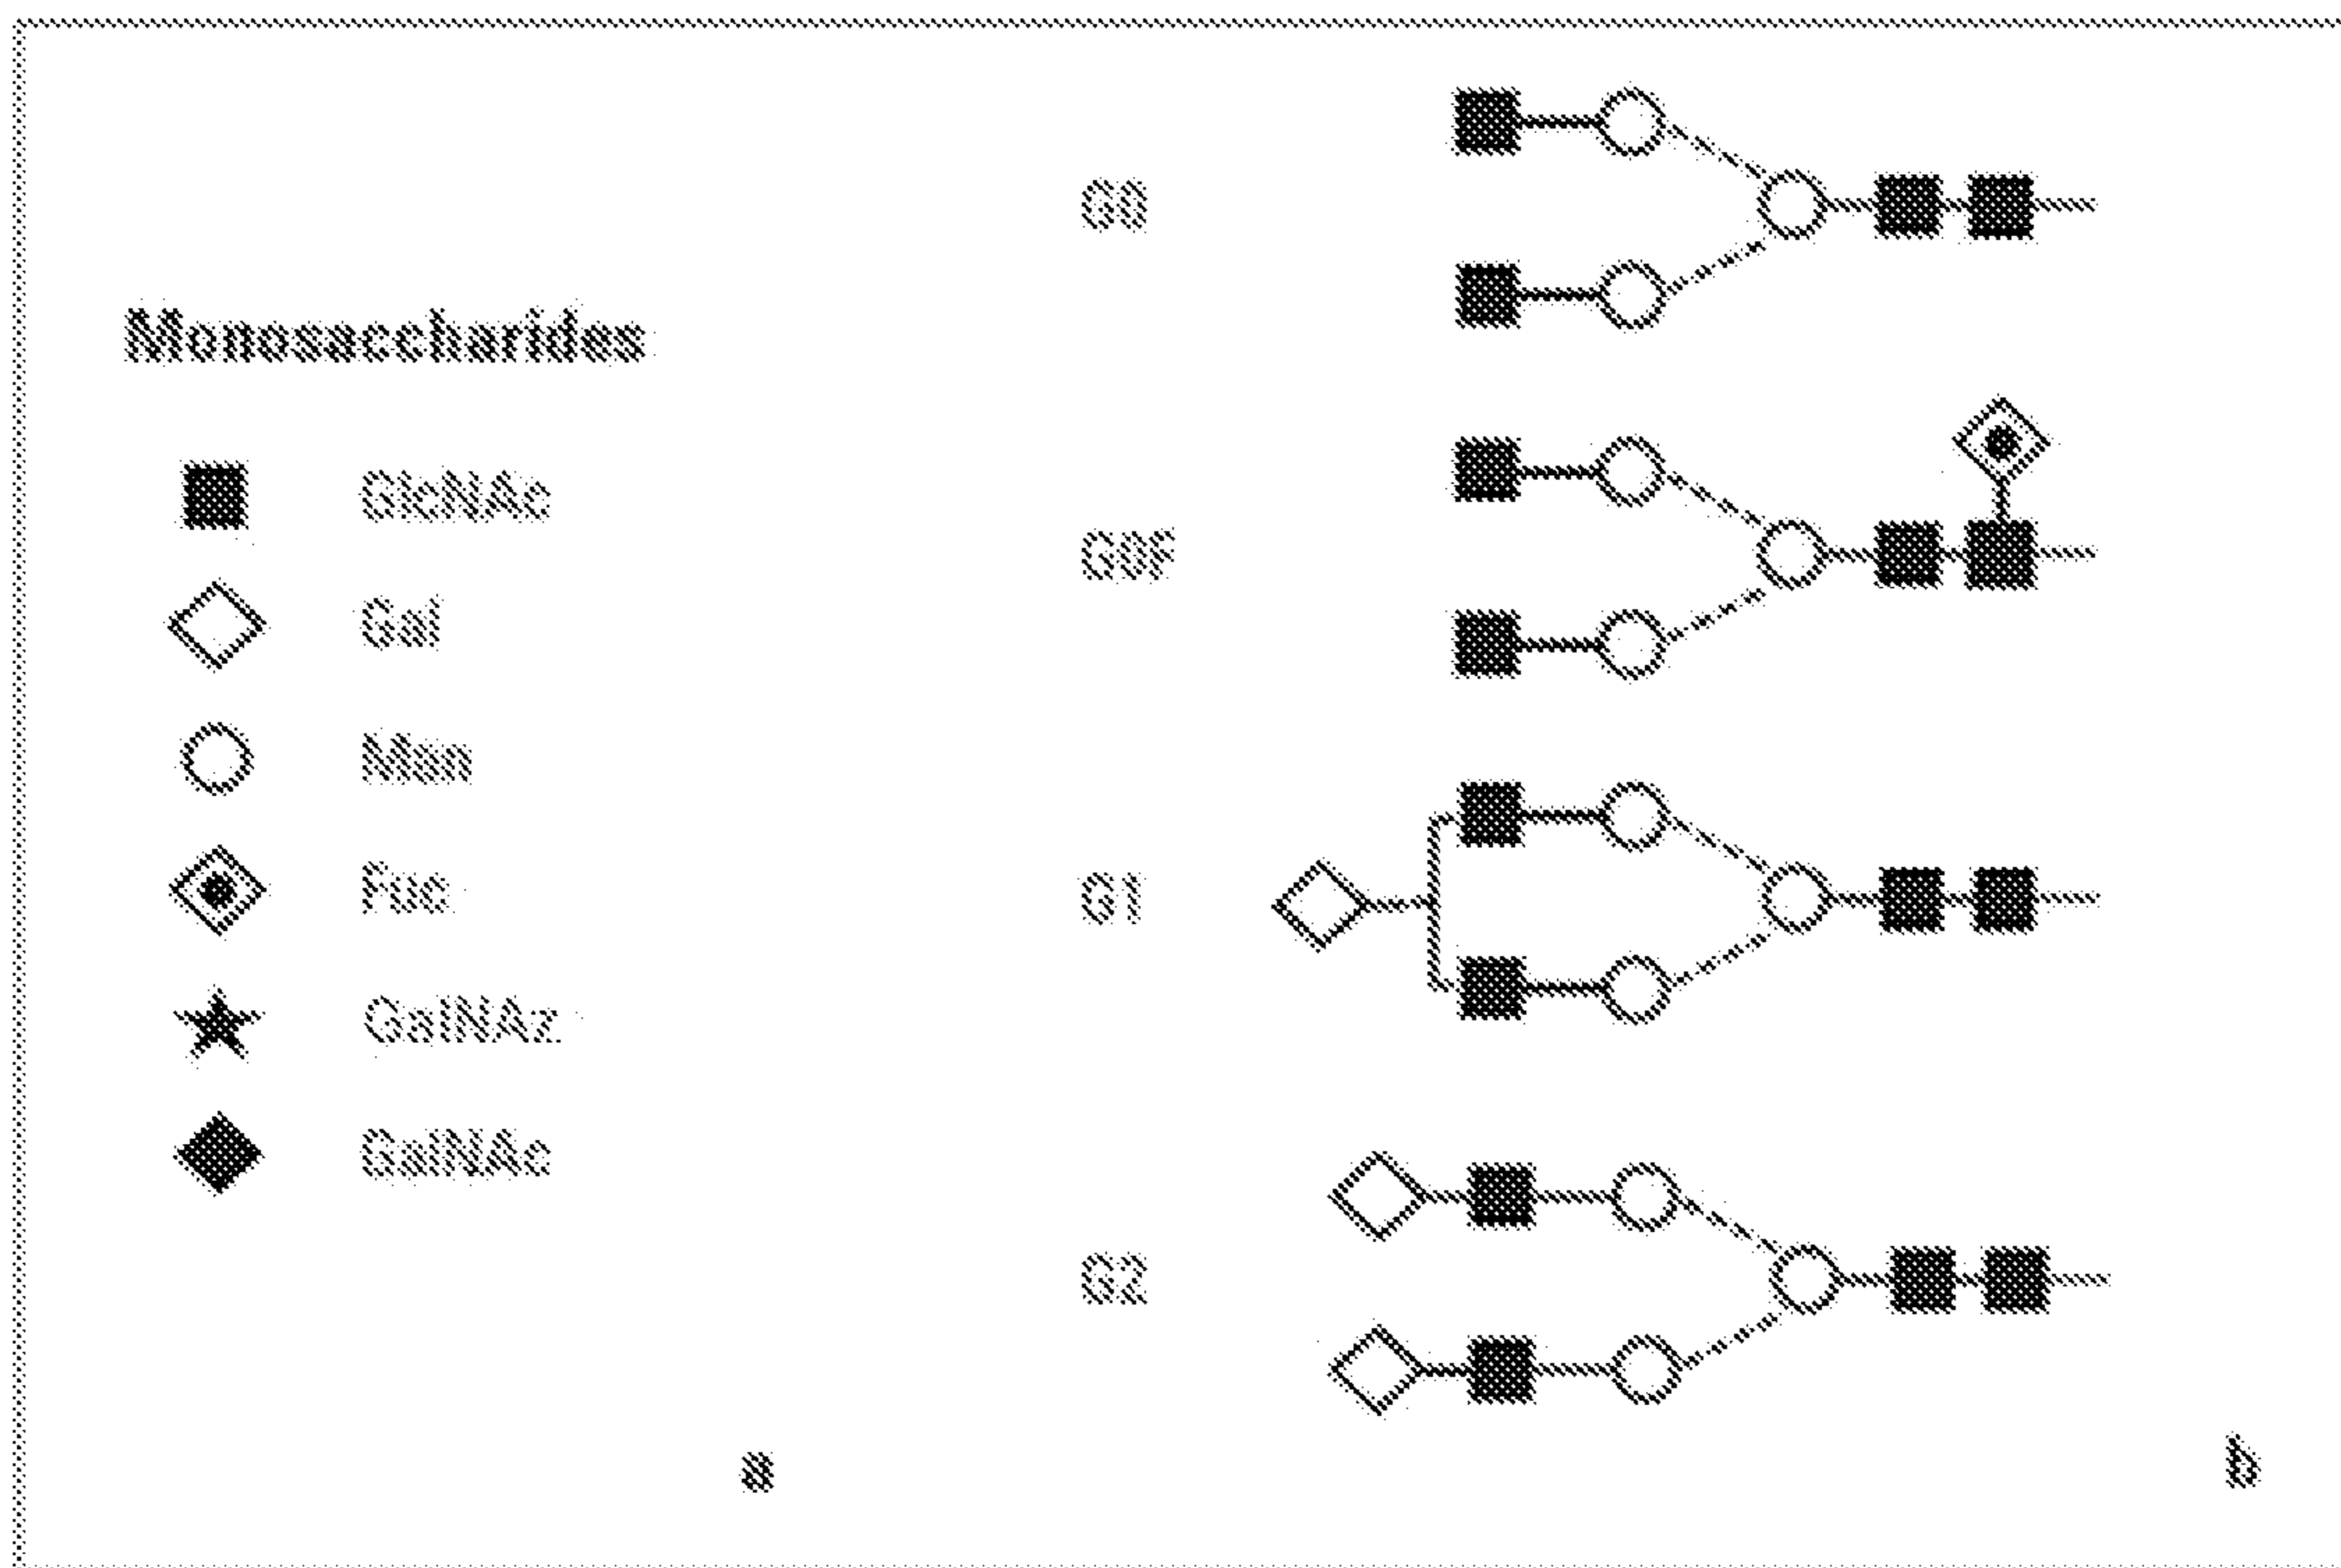 Monosaccharides
GlcNAc
Gal
Man
Fuc
GalNAz
GalNAc
a
G0
G0F
G1
G2
b